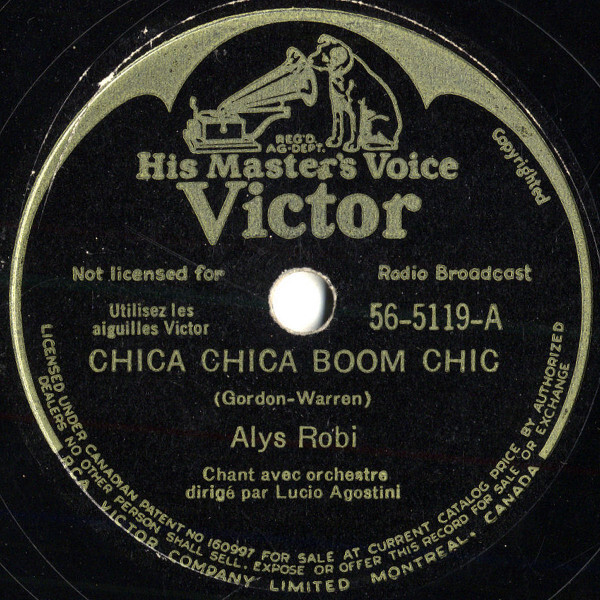 REG'D.
AG-DEPT.
His Master's Voice
Victor
Copyrighted
Not licensed for Radio Broadcast
Utilisez les
aiguilles Victor
56-5119-A
CHICA CHICA BOOM CHIC
(Gordon-Warren)
Alys Robi
Chant avec orchestre
dirigé par Lucio Agostini
LICENSED UNDER CANADIAN PATENT NO 160997 FOR SALE AT CURRENT CATALOG PRICE BY AUTHORIZED
DEALERS NO OTHER PERSON SHALL SELL, EXPOSE OR OFFER THIS RECORD FOR SALE OR EXCHANGE
RCA VICTOR COMPANY LIMITED MONTREAL-CANADA